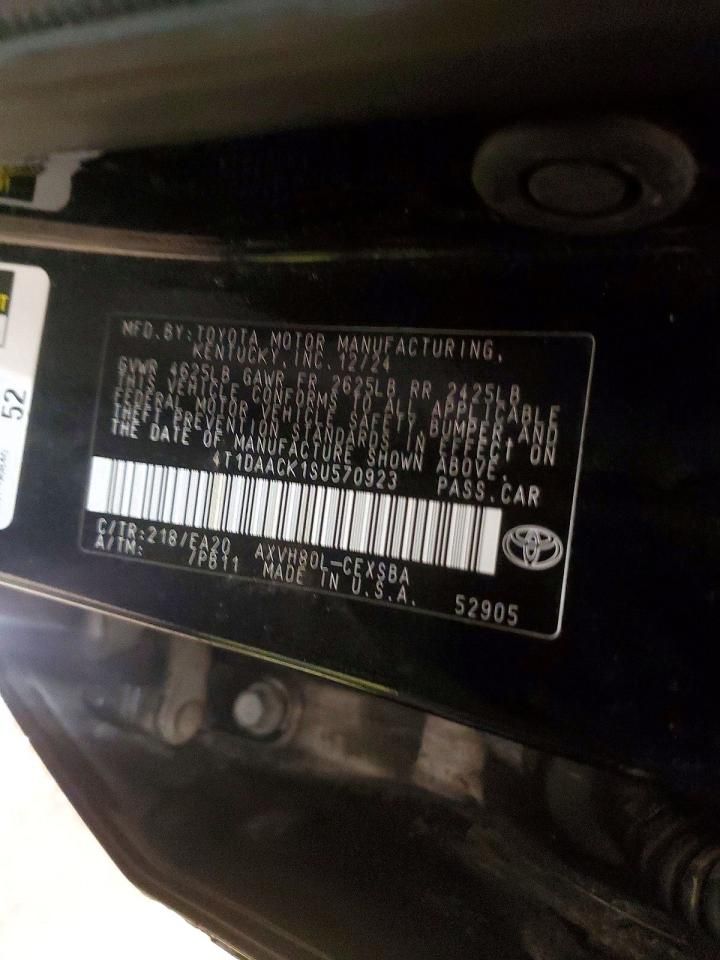 MFD.BY:TOYOTA MOTOR MANUFACTURING,
KENTUCKY, INC. 12/24
GVWR 4625LB GAWR FR 2625LB RR 2425LB
THIS VEHICLE CONFORMS TO ALL APPLICABLE
FEDERAL MOTOR VEHICLE SAFETY, BUMPER, AND
THEFT PREVENTION STANDARDS IN EFFECT ON
THE DATE OF MANUFACTURE SHOWN ABOVE.
4T1DAACK1SU570923 PASS.CAR
C/TR:218/EA20 AXVH80L-CEXSBA
A/TM: /PB11 MADE IN U.S.A.
52905
52